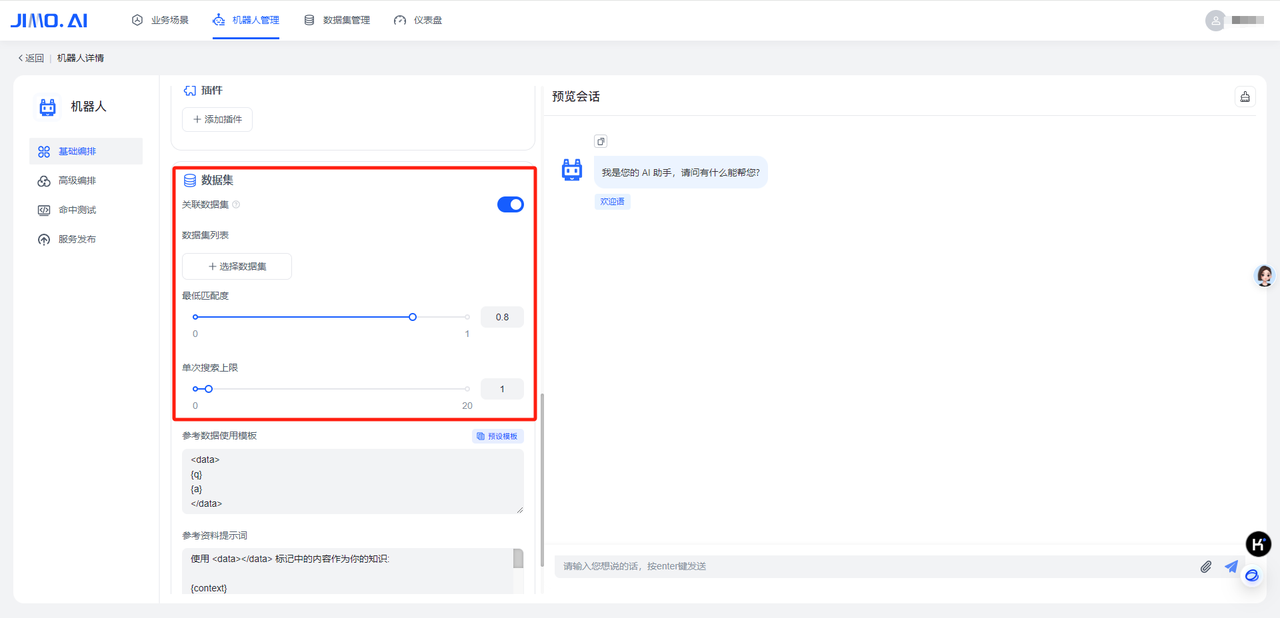 JIMO.AI
业务场景
机器人管理
数据集管理
仪表盘
返回
机器人详情
机器人
基础编排
高级编排
命中测试
服务发布
插件
+ 添加插件
数据集
关联数据集
数据集列表
+ 选择数据集
最低匹配度
0.8
0
1
单次搜索上限
1
0
20
参考数据使用模板
预设模板
<data>
{q}
{a}
</data>
参考资料提示词
使用 <data></data> 标记中的内容作为你的知识:
{context}
预览会话
我是您的 AI 助手，请问有什么能帮您?
欢迎语
请输入您想说的话，按enter键发送